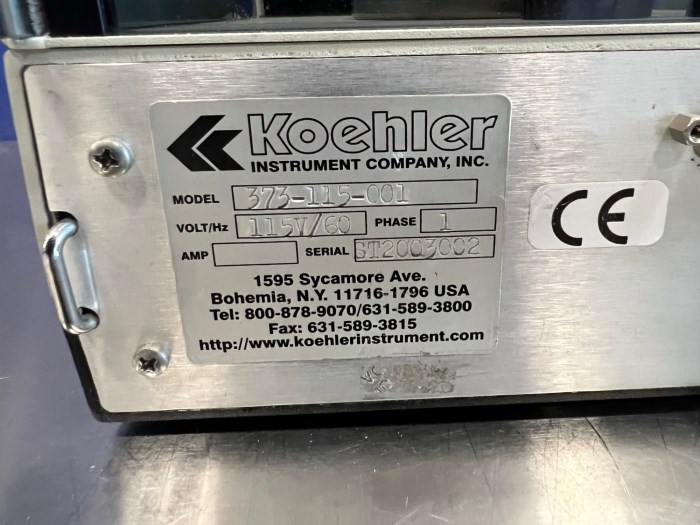 Koehler
INSTRUMENT COMPANY, INC.
MODEL 373-115-001
VOLT/Hz 115V/60 PHASE 1
AMP SERIAL ST2003002
1595 Sycamore Ave.
Bohemia, N.Y. 11716-1796 USA
Tel: 800-878-9070/631-589-3800
Fax: 631-589-3815
http://www.koehlerinstrument.com
CE